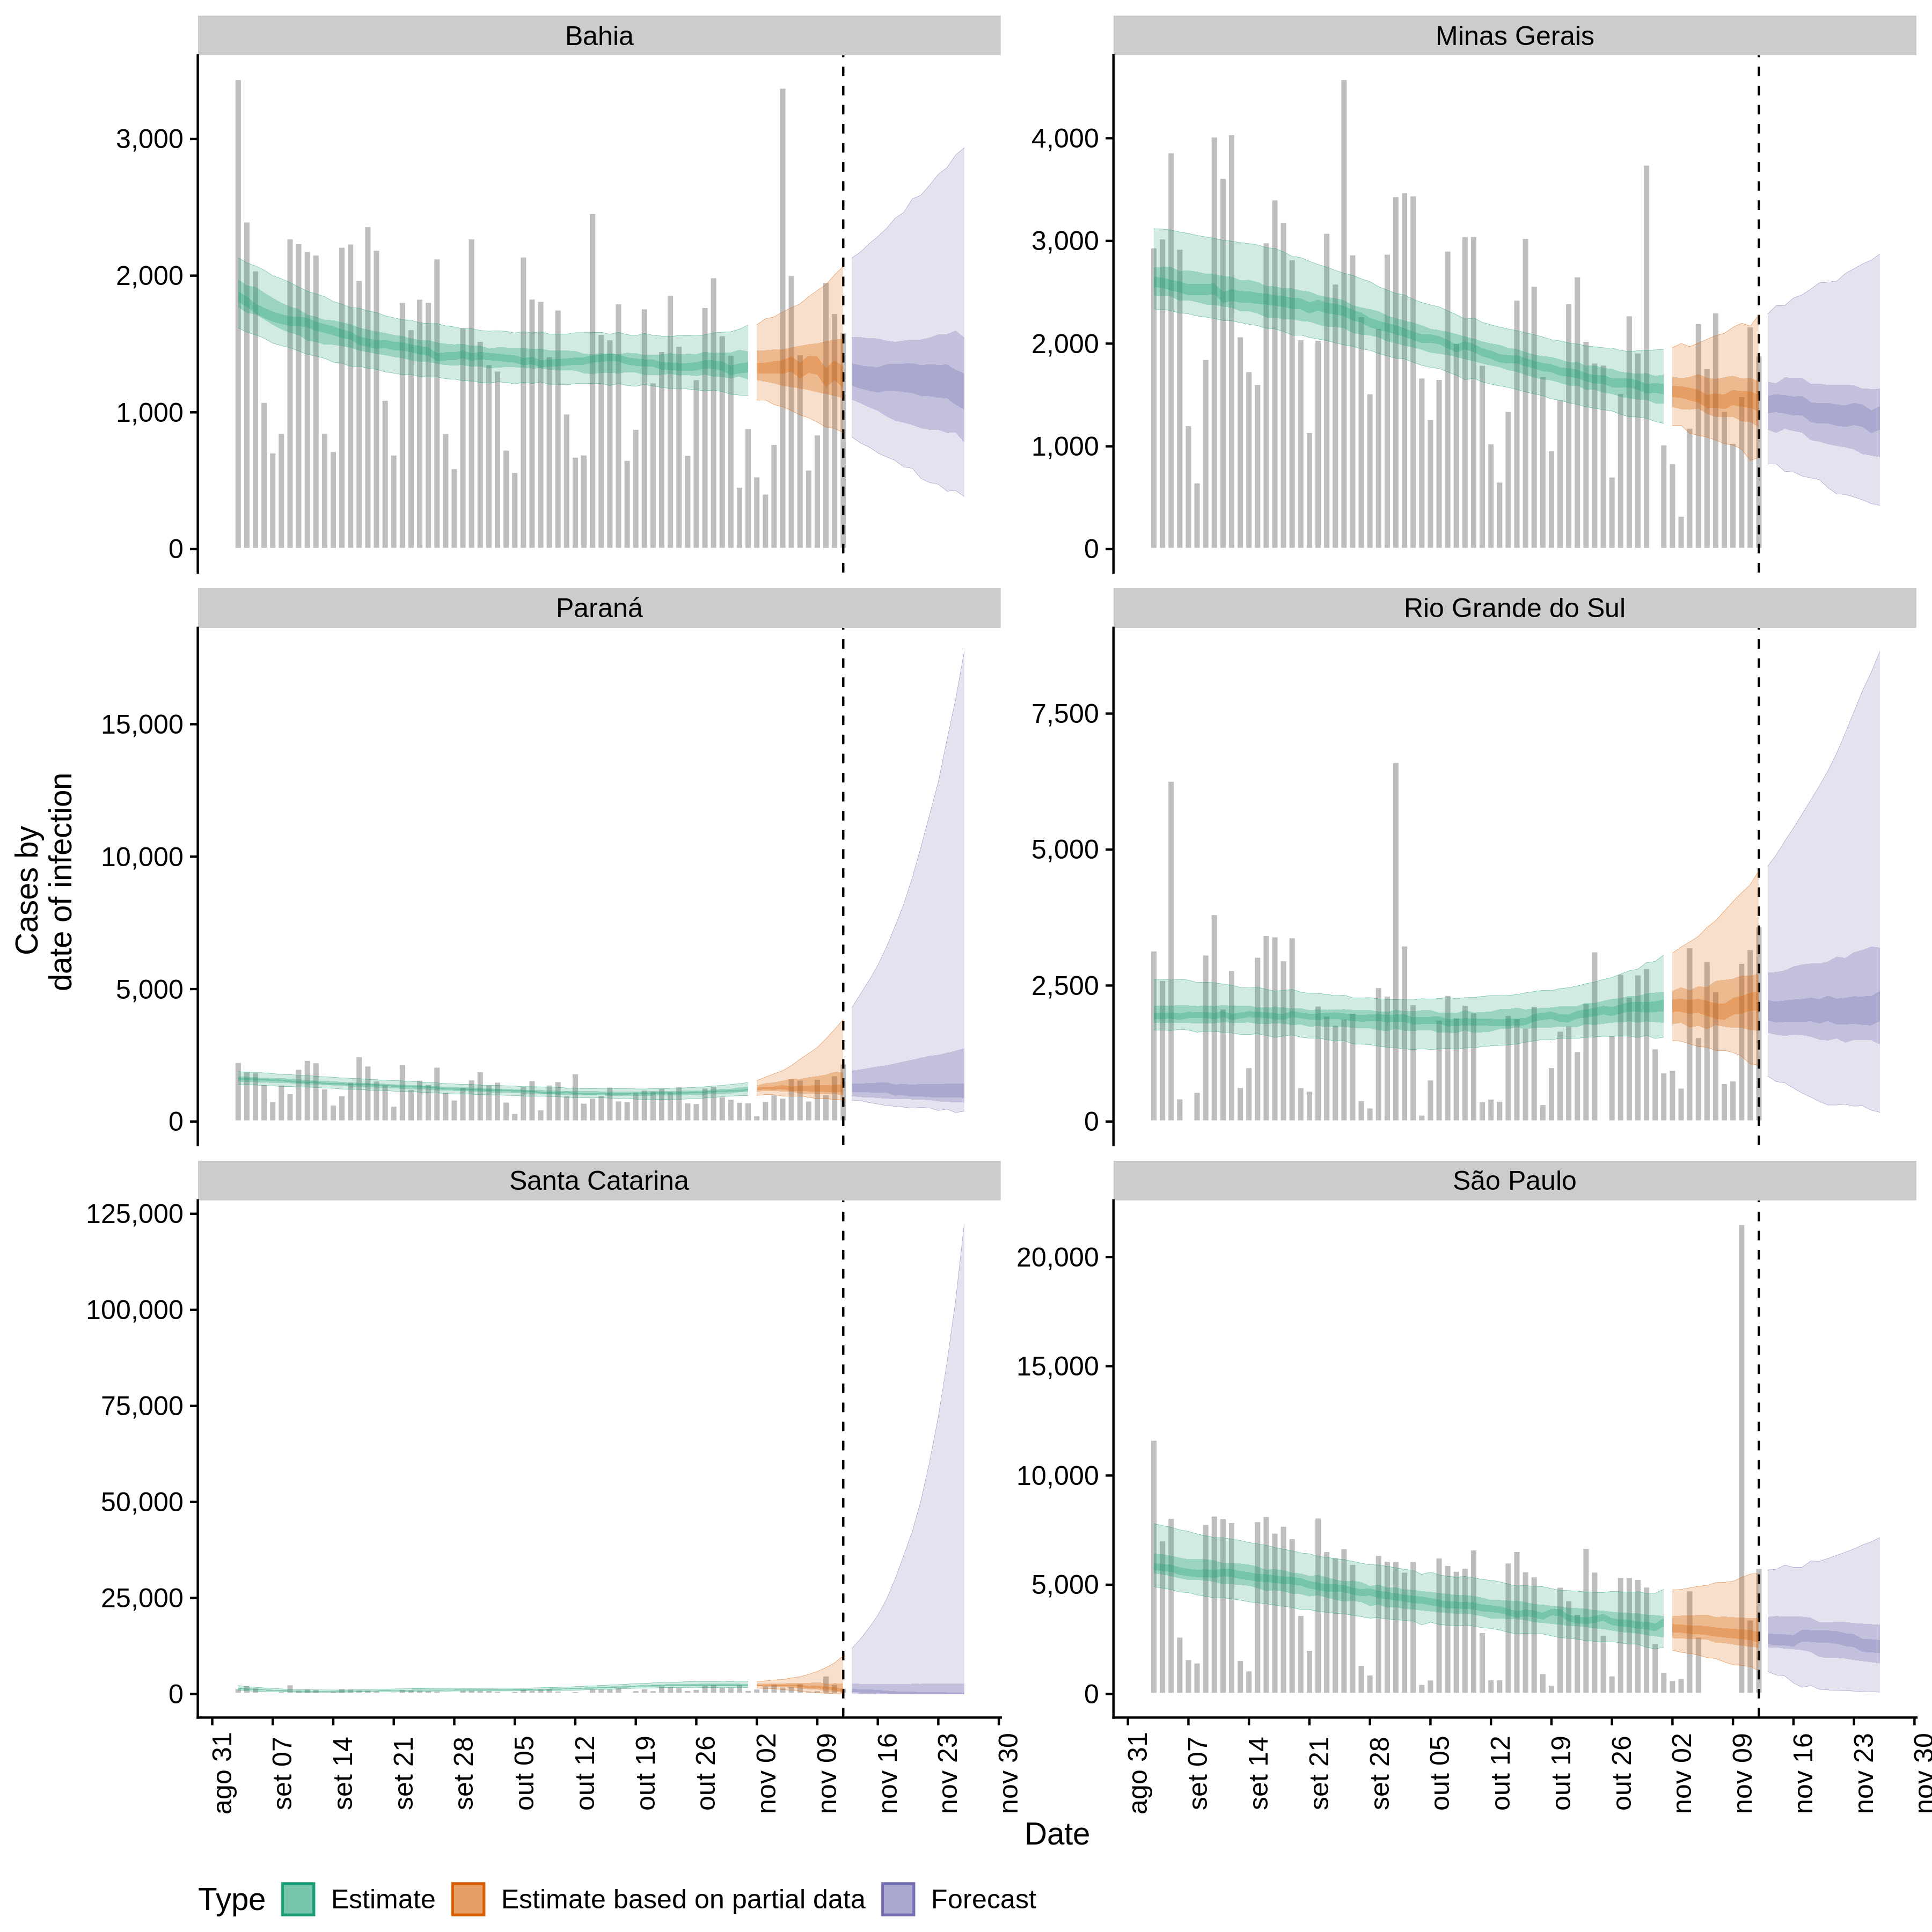 Bahia
Minas Gerais
3,000
2,000
1,000
0
4,000
3,000
2,000
1,000
0
Paraná
Rio Grande do Sul
15,000
10,000
5,000
0
7,500
5,000
2,500
0
Cases by
date of infection
Santa Catarina
São Paulo
125,000
100,000
75,000
50,000
25,000
0
20,000
15,000
10,000
5,000
0
ago 31
set 07
set 14
set 21
set 28
out 05
out 12
out 19
out 26
nov 02
nov 09
nov 16
nov 23
nov 30
ago 31
set 07
set 14
set 21
set 28
out 05
out 12
out 19
out 26
nov 02
nov 09
nov 16
nov 23
nov 30
Date
Type Estimate Estimate based on partial data Forecast